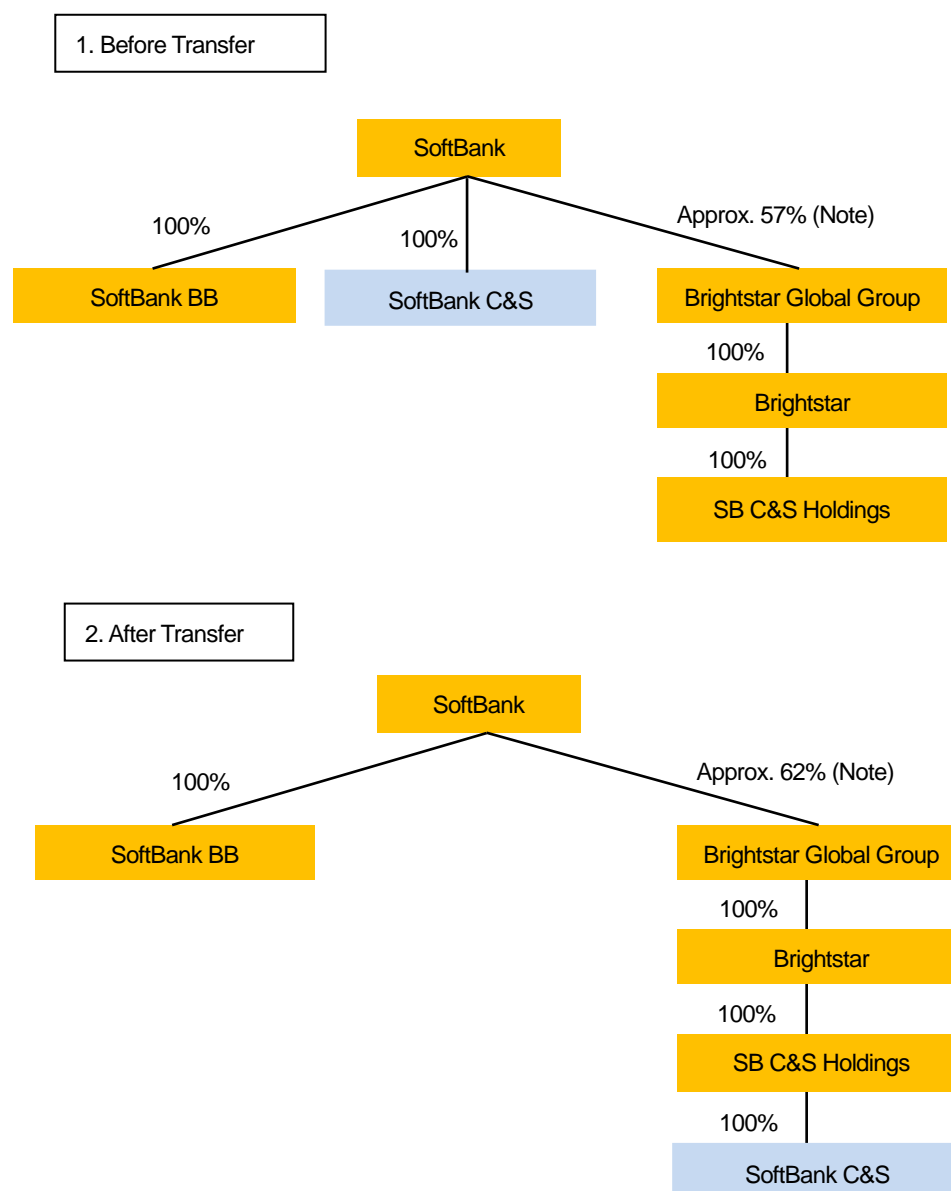 1. Before Transfer
SoftBank
100%
100%
Approx. 57% (Note)
SoftBank BB
SoftBank C&S
Brightstar Global Group
100%
Brightstar
100%
SB C&S Holdings
2. After Transfer
SoftBank
100%
Approx. 62% (Note)
SoftBank BB
Brightstar Global Group
100%
Brightstar
100%
SB C&S Holdings
100%
SoftBank C&S